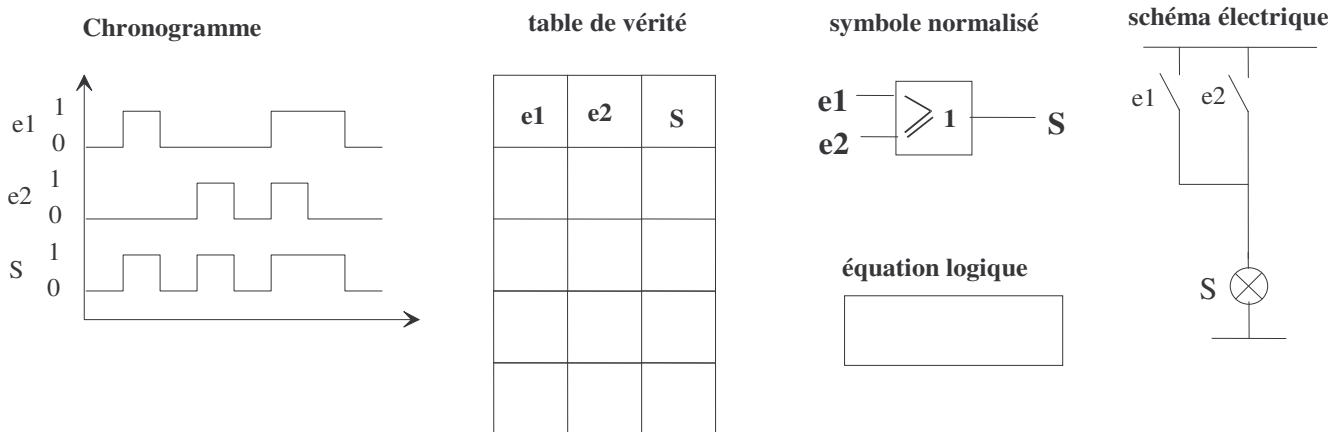 Chronogramme
table de vérité
symbole normalisé
schéma électrique
e1 1
0
e2 1
0
S 1
0
e1 e2 S
e1
e2
≥ 1
S
équation logique
e1 e2
S